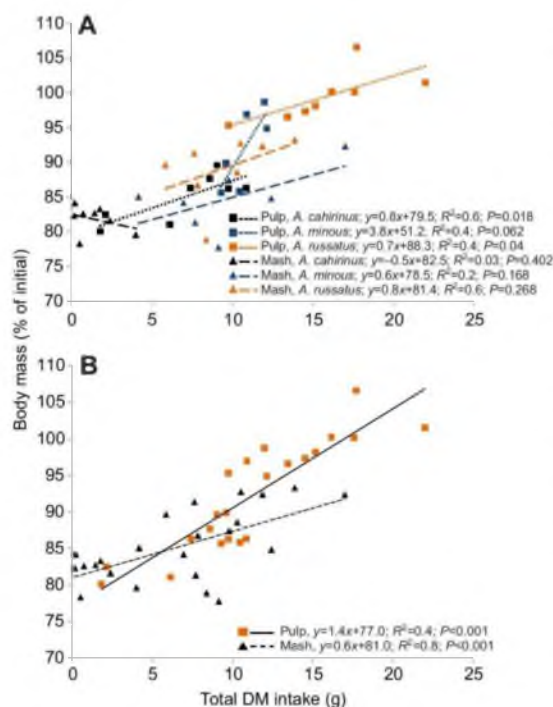 110
A
105
100
95
90
85
80
Pulp, A. cahirinus; y=0.8x+79.5; R²=0.6; P=0.018
Pulp, A. minous; y=3.8x+51.2; R²=0.4; P=0.062
Pulp, A. russatus; y=0.7x+88.3; R²=0.4; P=0.04
Mash, A. cahirinus; y=–0.5x+82.5; R²=0.03; P=0.402
Mash, A. minous; y=0.6x+78.5; R²=0.2; P=0.168
Mash, A. russatus; y=0.8x+81.4; R²=0.6; P=0.268
75
70
0 5 10 15 20 25
Body mass (% of initial)
110
B
105
100
95
90
85
80
75
Pulp, y=1.4x+77.0; R²=0.4; P<0.001
Mash, y=0.6x+81.0; R²=0.8; P<0.001
70
0 5 10 15 20 25
Total DM intake (g)